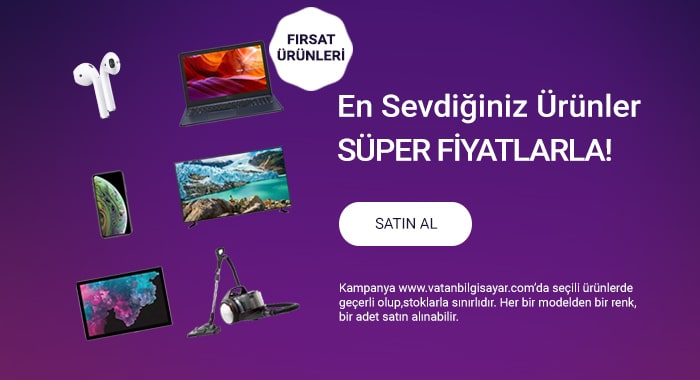 FIRSAT
ÜRÜNLERİ
En Sevdiğiniz Ürünler
SÜPER FİYATLARLA!
SATIN AL
Kampanya www.vatanbilgisayar.com’da seçili ürünlerde
geçerli olup,stoklarla sınırlıdır. Her bir modelden bir renk,
bir adet satın alınabilir.